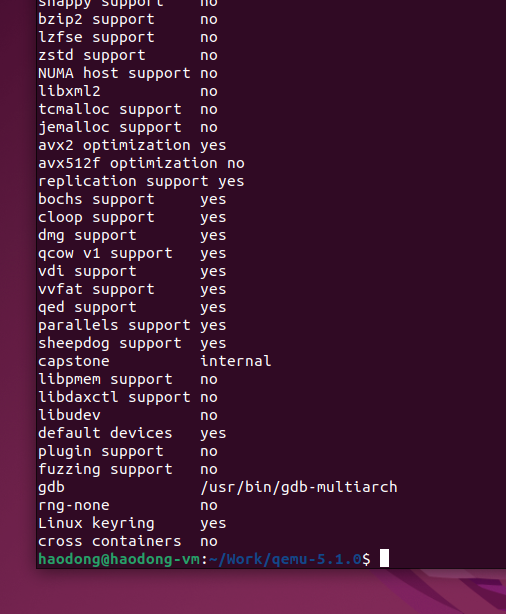 snappy support    no
bzip2 support     no
lzfse support     no
zstd support      no
NUMA host support no
libxml2           no
tcmalloc support  no
jemalloc support  no
avx2 optimization yes
avx512f optimization no
replication support yes
bochs support     yes
cloop support     yes
dmg support       yes
qcow v1 support   yes
vdi support       yes
vvfat support     yes
qed support       yes
parallels support yes
sheepdog support  yes
capstone          internal
libpmem support   no
libdaxctl support no
libudev           no
default devices   yes
plugin support    no
fuzzing support   no
gdb               /usr/bin/gdb-multiarch
rng-none          no
Linux keyring     yes
cross containers  no
haodong@haodong-vm:~/Work/qemu-5.1.0$